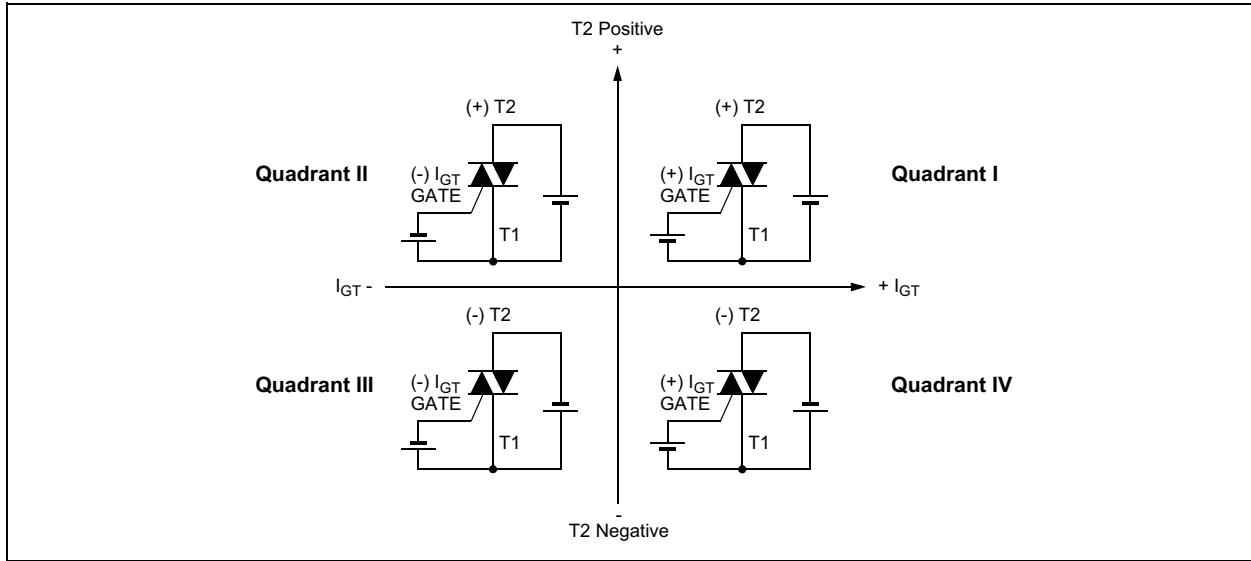 T2 Positive
+
(+) T2
(+) T2
Quadrant II
(-) IGT
GATE
T1
(+) IGT
GATE
T1
Quadrant I
IGT -
+ IGT
(-) T2
(-) T2
Quadrant III
(-) IGT
GATE
T1
(+) IGT
GATE
T1
Quadrant IV
-
T2 Negative